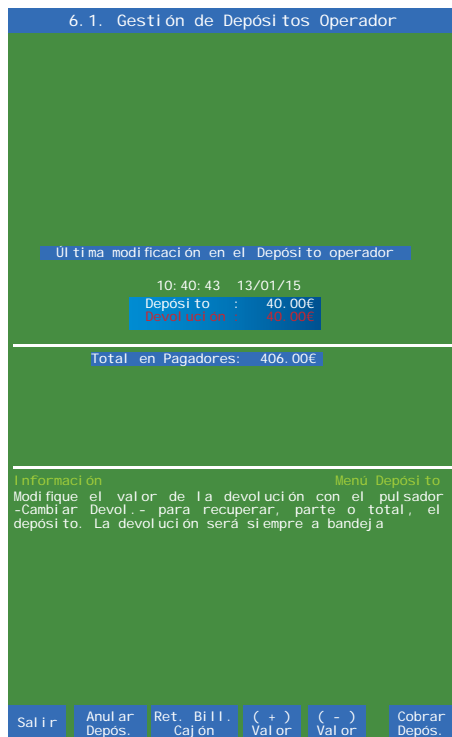 6.1. Gestión de Depósitos Operador
Última modificación en el Depósito operador
10:40:43 13/01/15
Depósito : 40.00€
Devolución : 40.00€
Total en Pagadores: 406.00€
Información Menú Depósito
Modifique el valor de la devolución con el pulsador
-Cambiar Devol.- para recuperar, parte o total, el
depósito. La devolución será siempre a bandeja
Salir
Anular
Depós.
Ret. Bill.
Cajón
( + )
Valor
( - )
Valor
Cobrar
Depós.